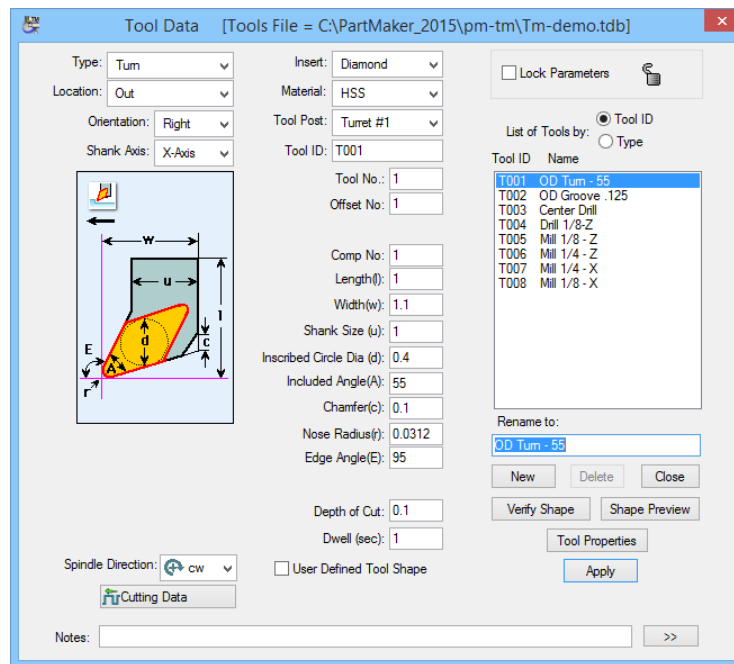 Tool Data [Tools File = C:\PartMaker_2015\pm-tm\Tm-demo.tdb]
Type: Turn
Location: Out
Orientation: Right
Shank Axis: X-Axis
w
u
l
d
c
E
A
r
Spindle Direction: cw
Cutting Data
Insert: Diamond
Material: HSS
Tool Post: Turret #1
Tool ID: T001
Tool No.: 1
Offset No: 1
Comp No: 1
Length(l): 1
Width(w): 1.1
Shank Size (u): 1
Inscribed Circle Dia (d): 0.4
Included Angle(A): 55
Chamfer(c): 0.1
Nose Radius(r): 0.0312
Edge Angle(E): 95
Depth of Cut: 0.1
Dwell (sec): 1
User Defined Tool Shape
Lock Parameters
List of Tools by: Tool ID
Type
Tool ID Name
T001 OD Turn - 55
T002 OD Groove .125
T003 Center Drill
T004 Drill 1/8-Z
T005 Mill 1/8 - Z
T006 Mill 1/4 - Z
T007 Mill 1/4 - X
T008 Mill 1/8 - X
Rename to:
OD Turn - 55
New Delete Close
Verify Shape Shape Preview
Tool Properties
Apply
Notes: >>